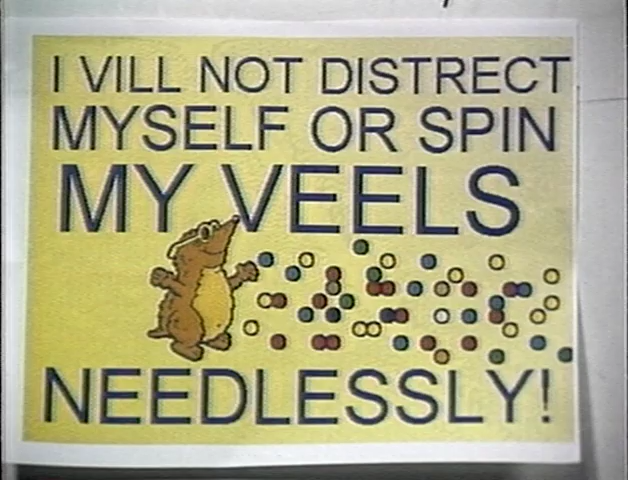 I VILL NOT DISTRECT
MYSELF OR SPIN
MY VEELS
NEEDLESSLY!